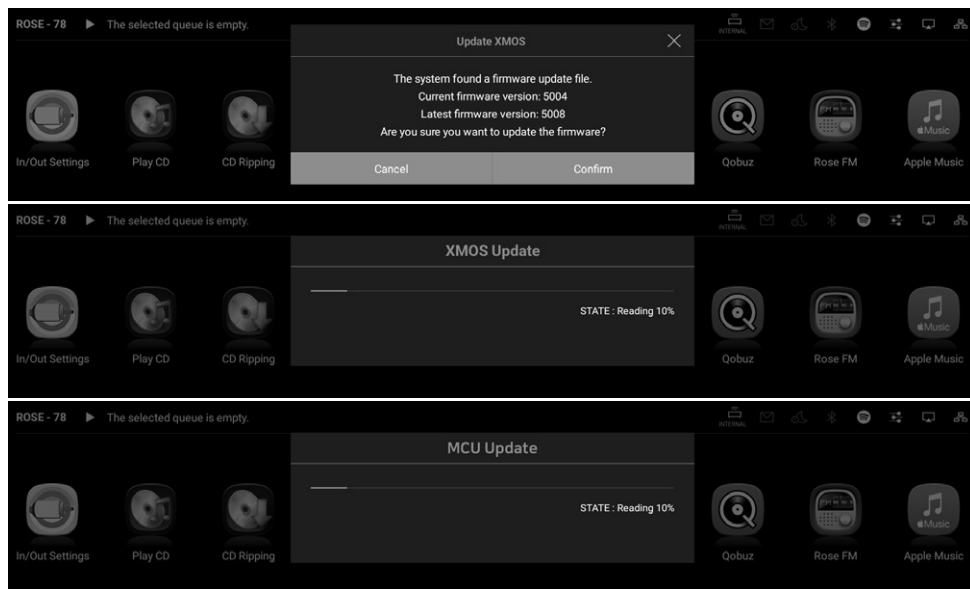 ROSE - 78 ▶ The selected queue is empty.
INTERNAL
Update XMOS
The system found a firmware update file.
Current firmware version: 5004
Latest firmware version: 5008
Are you sure you want to update the firmware?
Cancel Confirm
In/Out Settings Play CD CD Ripping Qobuz Rose FM Apple Music
Music
ROSE - 78 ▶ The selected queue is empty.
INTERNAL
XMOS Update
STATE : Reading 10%
Music
In/Out Settings Play CD CD Ripping Qobuz Rose FM Apple Music
ROSE - 78 ▶ The selected queue is empty.
INTERNAL
MCU Update
STATE : Reading 10%
Music
In/Out Settings Play CD CD Ripping Qobuz Rose FM Apple Music